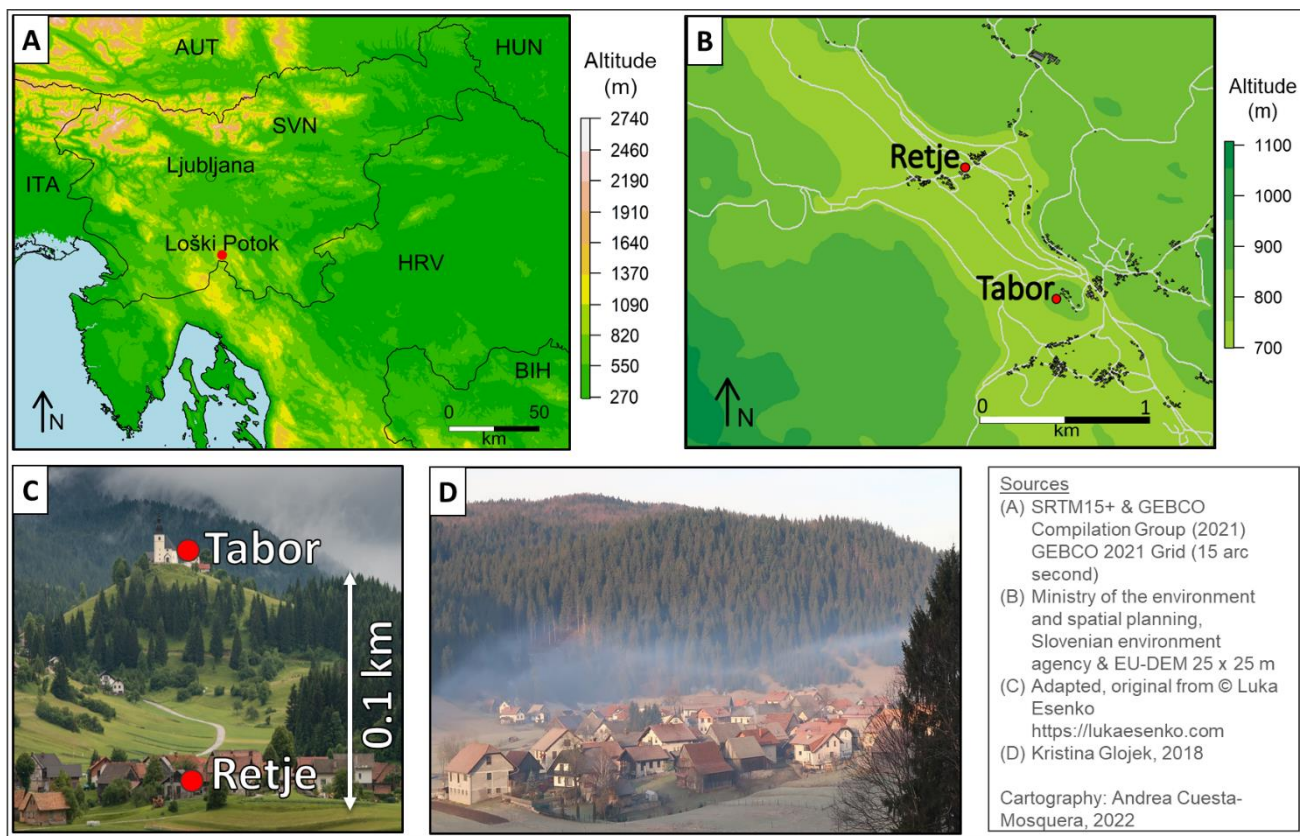 A
AUT
HUN
SVN
Ljubljana
ITA
Loški Potok
HRV
BIH
N
0 50
km
Altitude
(m)
2740
2460
2190
1910
1640
1370
1090
820
550
270
B
Retje
Tabor
N
0 1
km
Altitude
(m)
1100
1000
900
800
700
C
Tabor
0.1 km
Retje
D
Sources
(A) SRTM15+ & GEBCO
Compilation Group (2021)
GEBCO 2021 Grid (15 arc
second)
(B) Ministry of the environment
and spatial planning,
Slovenian environment
agency & EU-DEM 25 x 25 m
(C) Adapted, original from © Luka
Esenko
https://lukaesenko.com
(D) Kristina Glojek, 2018
Cartography: Andrea Cuesta-
Mosquera, 2022